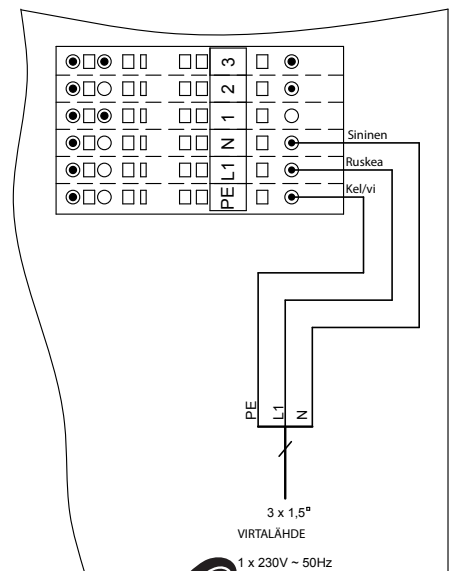 3
2
1
N
L1
PE
Sininen
Ruskea
Kel/vi
PE
L1
N
3 x 1,5¤
VIRTALÄHDE
1 x 230V ~ 50Hz